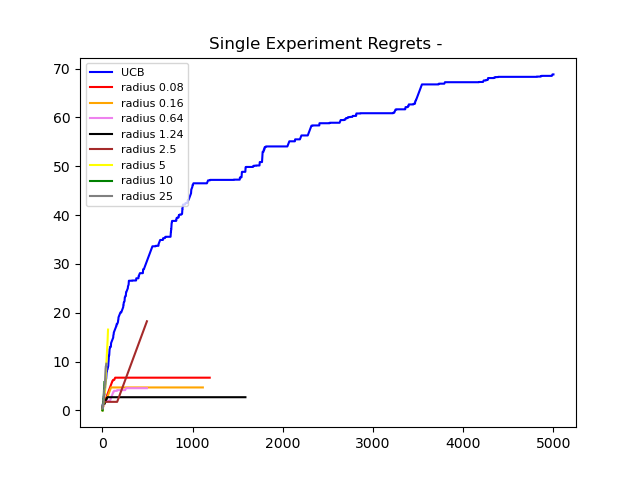 Single Experiment Regrets -
70
60
50
40
30
20
10
0
UCB
radius 0.08
radius 0.16
radius 0.64
radius 1.24
radius 2.5
radius 5
radius 10
radius 25
0 1000 2000 3000 4000 5000